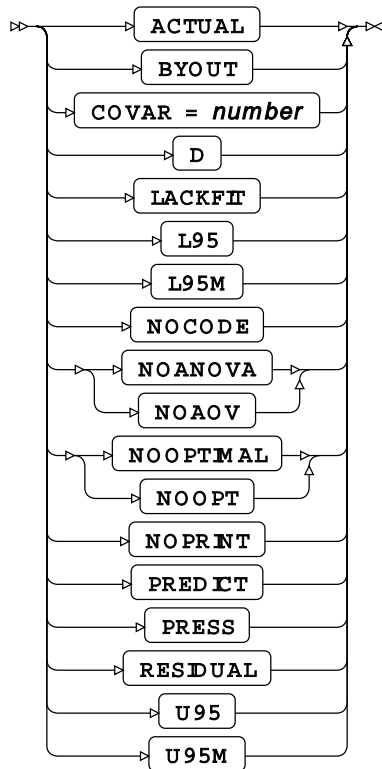 ACTUAL
BYOUT
COVAR = number
D
LACKFIT
L95
L95M
NOCODE
NOANOVA
NOAOV
NOOPTIMAL
NOOPT
NOPRINT
PREDICT
PRESS
RESIDUAL
U95
U95M